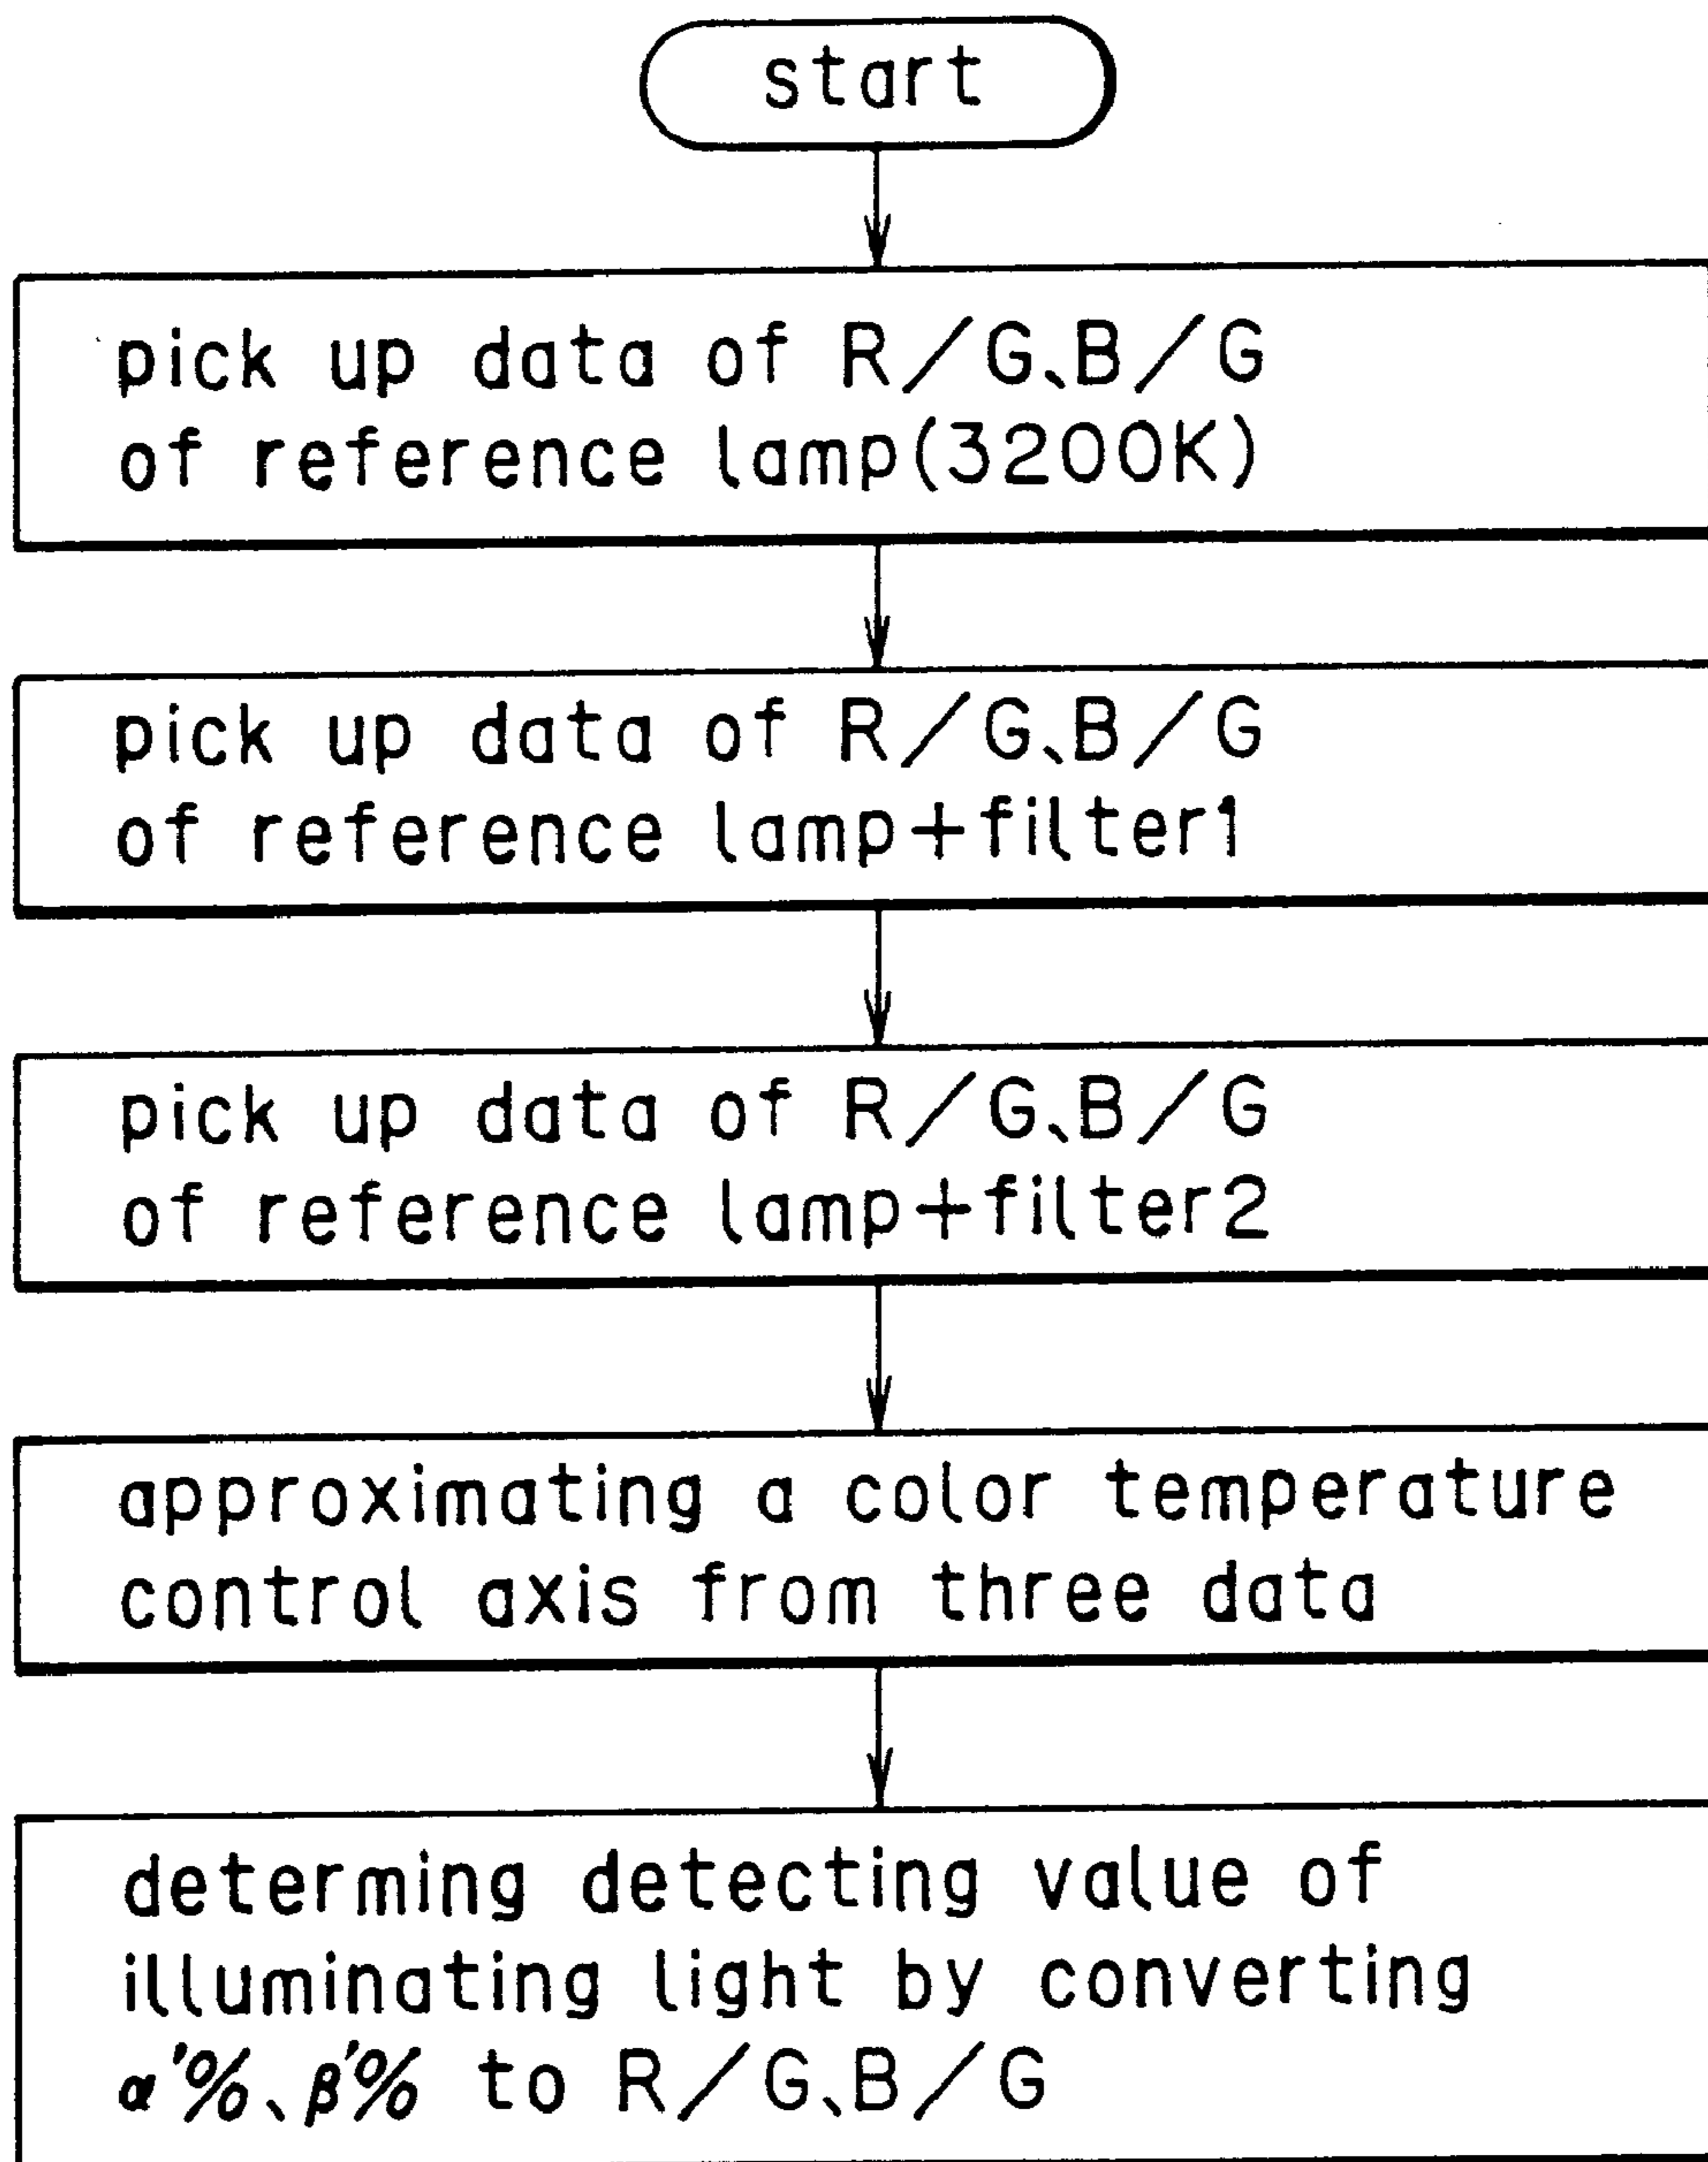 start
pick up data of R/G、B/G
of reference lamp(3200K)
pick up data of R/G、B/G
of reference lamp+filter1
pick up data of R/G、B/G
of reference lamp+filter2
approximating a color temperature
control axis from three data
determing detecting value of
illuminating light by converting
α'%、β'% to R/G、B/G